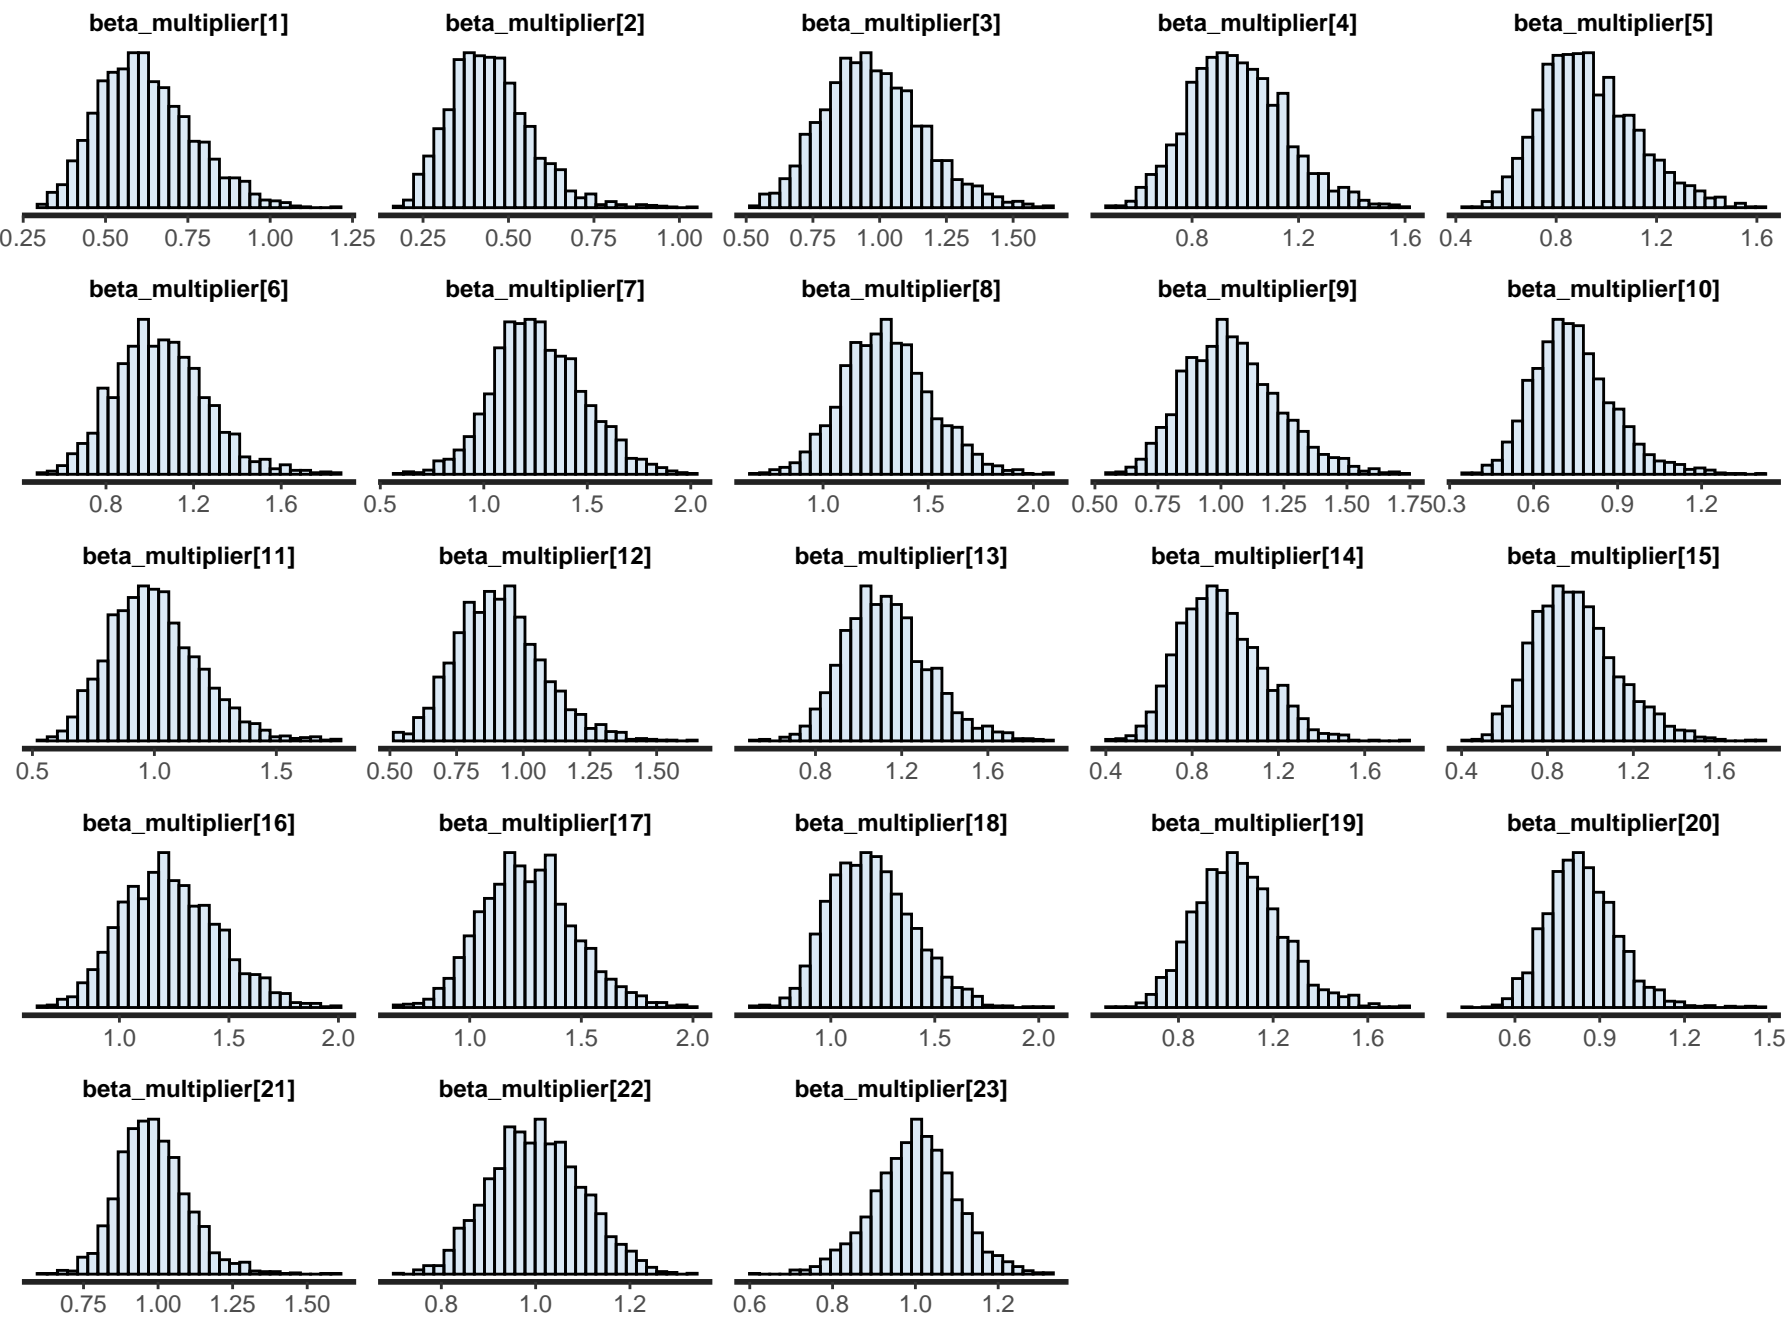 beta_multiplier[1] beta_multiplier[2] beta_multiplier[3] beta_multiplier[4] beta_multiplier[5]
0.25 0.50 0.75 1.00 1.25 0.25 0.50 0.75 1.00 0.50 0.75 1.00 1.25 1.50 0.8 1.2 1.6 0.4 0.8 1.2 1.6
beta_multiplier[6] beta_multiplier[7] beta_multiplier[8] beta_multiplier[9] beta_multiplier[10]
0.8 1.2 1.6 0.5 1.0 1.5 2.0 1.0 1.5 2.0 0.50 0.75 1.00 1.25 1.50 1.75 0.3 0.6 0.9 1.2
beta_multiplier[11] beta_multiplier[12] beta_multiplier[13] beta_multiplier[14] beta_multiplier[15]
0.5 1.0 1.5 0.50 0.75 1.00 1.25 1.50 0.8 1.2 1.6 0.4 0.8 1.2 1.6 0.4 0.8 1.2 1.6
beta_multiplier[16] beta_multiplier[17] beta_multiplier[18] beta_multiplier[19] beta_multiplier[20]
1.0 1.5 2.0 1.0 1.5 2.0 1.0 1.5 2.0 0.8 1.2 1.6 0.6 0.9 1.2 1.5
beta_multiplier[21] beta_multiplier[22] beta_multiplier[23]
0.75 1.00 1.25 1.50 0.8 1.0 1.2 0.6 0.8 1.0 1.2